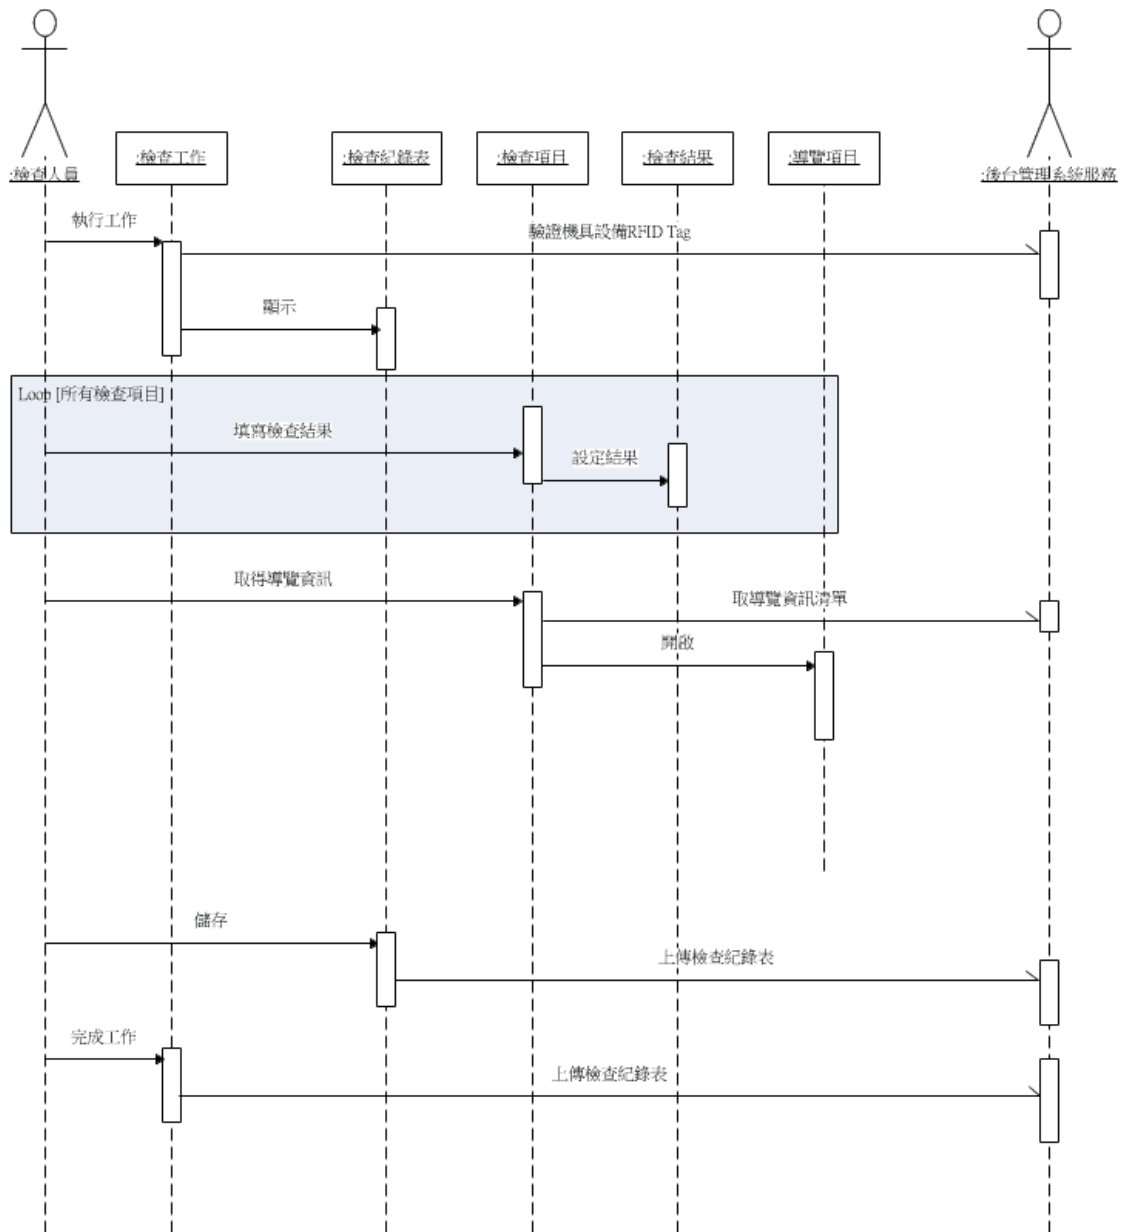 :檢查人員
:檢查工作
:檢查紀錄表
:檢查項目
:檢查結果
:導覽項目
:後台管理系統服務
執行工作
驗證機具設備RFID Tag
顯示
Loop [所有檢查項目]
填寫檢查結果
設定結果
取得導覽資訊
取導覽資訊清單
開啟
儲存
上傳檢查紀錄表
完成工作
上傳檢查紀錄表